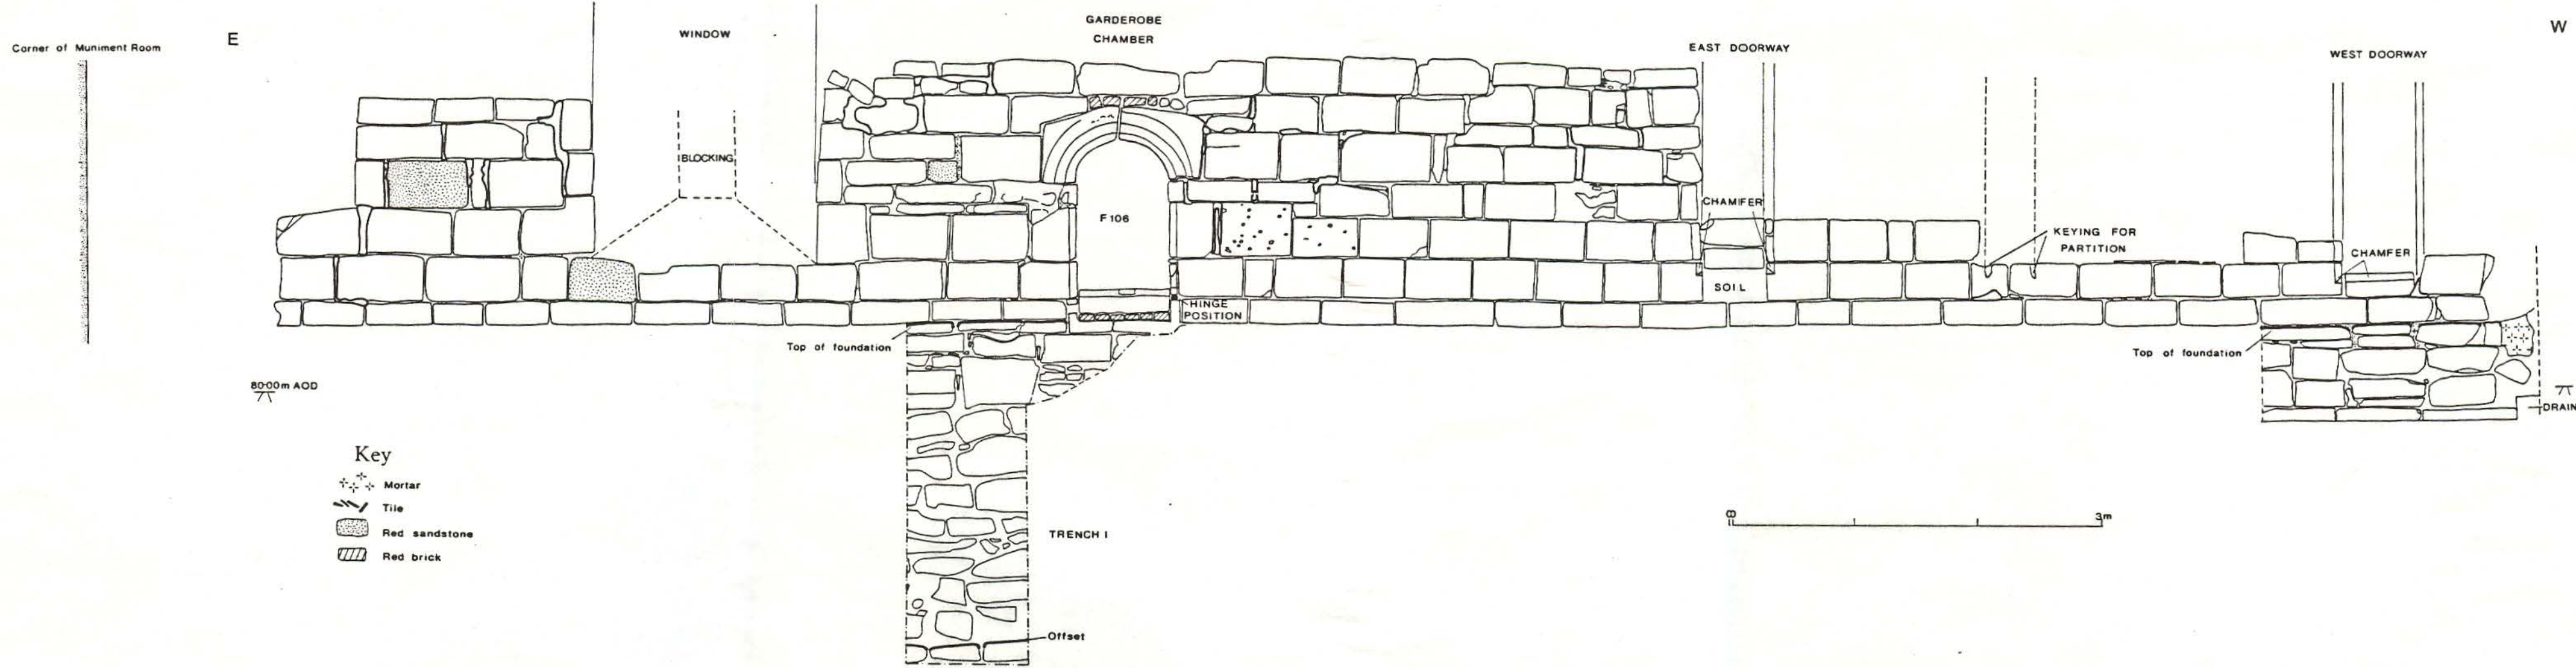 Corner of Muniment Room
E
WINDOW
GARDEROBE
CHAMBER
EAST DOORWAY
WEST DOORWAY
W
BLOCKING
F106
CHAMFER
KEYING FOR
PARTITION
CHAMFER
SOIL
HINGE
POSITION
Top of foundation
Top of foundation
80·00m AOD
DRAIN
Key
Mortar
Tile
Red sandstone
Red brick
TRENCH I
3m
Offset